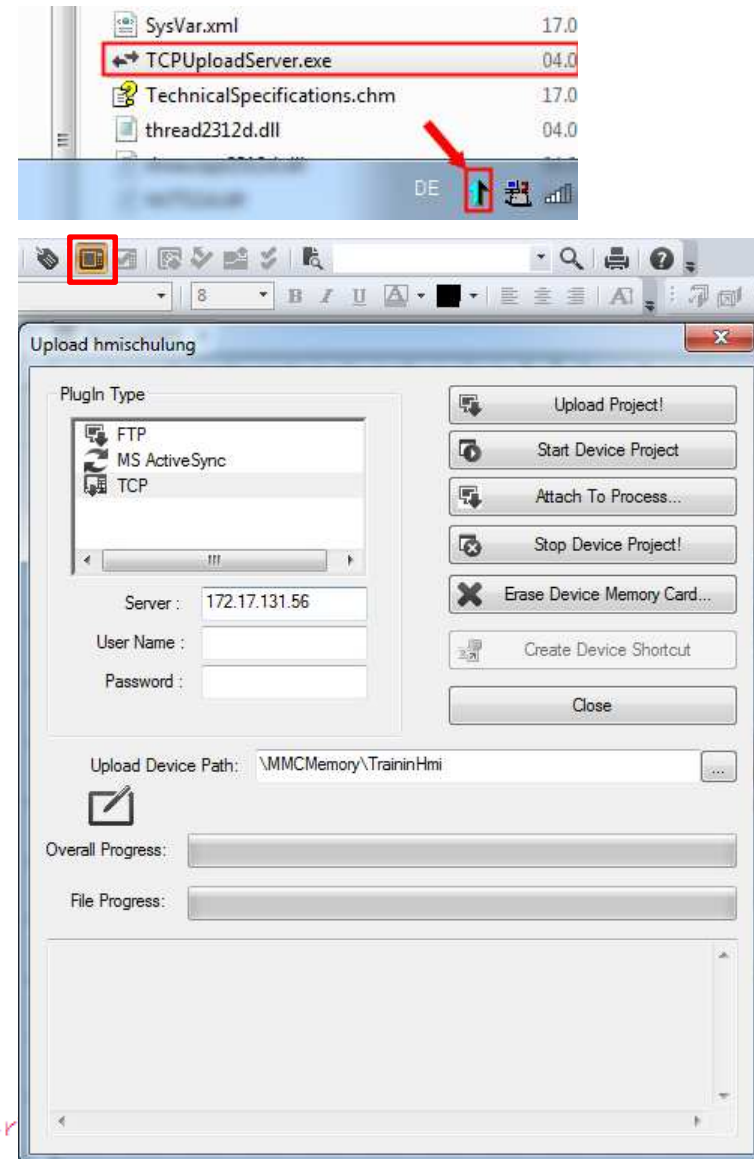 SysVar.xml 17.0
TCPUploadServer.exe 04.0
TechnicalSpecifications.chm 17.0
thread2312d.dll 04.0
DE
8 B I U A A
Upload hmischulung
PlugIn Type
FTP
MS ActiveSync
TCP
Server : 172.17.131.56
User Name :
Password :
Upload Project!
Start Device Project
Attach To Process...
Stop Device Project!
Erase Device Memory Card...
Create Device Shortcut
Close
Upload Device Path: \MMCMemory\TraininHmi ...
Overall Progress:
File Progress: